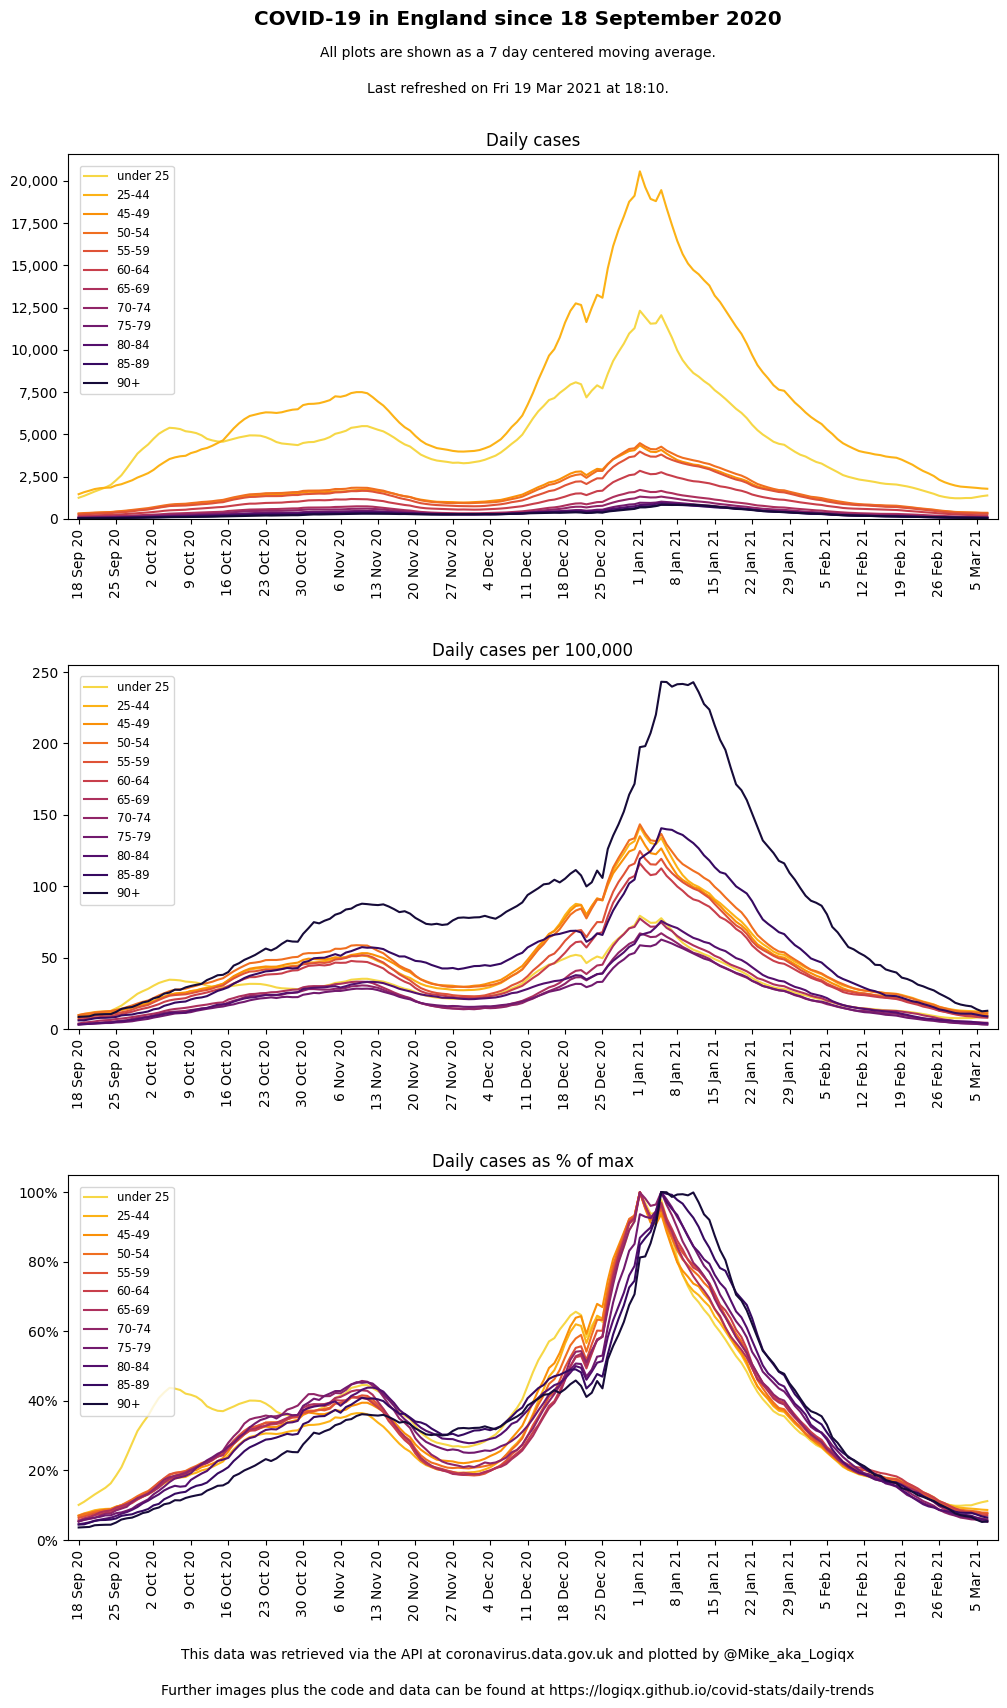 COVID-19 in England since 18 September 2020
All plots are shown as a 7 day centered moving average.
Last refreshed on Fri 19 Mar 2021 at 18:10.
Daily cases
20,000
17,500
15,000
12,500
10,000
7,500
5,000
2,500
0
under 25
25-44
45-49
50-54
55-59
60-64
65-69
70-74
75-79
80-84
85-89
90+
18 Sep 20
25 Sep 20
2 Oct 20
9 Oct 20
16 Oct 20
23 Oct 20
30 Oct 20
6 Nov 20
13 Nov 20
20 Nov 20
27 Nov 20
4 Dec 20
11 Dec 20
18 Dec 20
25 Dec 20
1 Jan 21
8 Jan 21
15 Jan 21
22 Jan 21
29 Jan 21
5 Feb 21
12 Feb 21
19 Feb 21
26 Feb 21
5 Mar 21
Daily cases per 100,000
250
200
150
100
50
0
under 25
25-44
45-49
50-54
55-59
60-64
65-69
70-74
75-79
80-84
85-89
90+
18 Sep 20
25 Sep 20
2 Oct 20
9 Oct 20
16 Oct 20
23 Oct 20
30 Oct 20
6 Nov 20
13 Nov 20
20 Nov 20
27 Nov 20
4 Dec 20
11 Dec 20
18 Dec 20
25 Dec 20
1 Jan 21
8 Jan 21
15 Jan 21
22 Jan 21
29 Jan 21
5 Feb 21
12 Feb 21
19 Feb 21
26 Feb 21
5 Mar 21
Daily cases as % of max
100%
80%
60%
40%
20%
0%
under 25
25-44
45-49
50-54
55-59
60-64
65-69
70-74
75-79
80-84
85-89
90+
18 Sep 20
25 Sep 20
2 Oct 20
9 Oct 20
16 Oct 20
23 Oct 20
30 Oct 20
6 Nov 20
13 Nov 20
20 Nov 20
27 Nov 20
4 Dec 20
11 Dec 20
18 Dec 20
25 Dec 20
1 Jan 21
8 Jan 21
15 Jan 21
22 Jan 21
29 Jan 21
5 Feb 21
12 Feb 21
19 Feb 21
26 Feb 21
5 Mar 21
This data was retrieved via the API at coronavirus.data.gov.uk and plotted by @Mike_aka_Logiqx
Further images plus the code and data can be found at https://logiqx.github.io/covid-stats/daily-trends